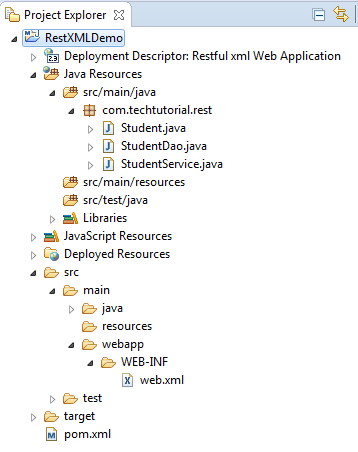 Project Explorer
RestXMLDemo
Deployment Descriptor: Restful xml Web Application
Java Resources
src/main/java
com.techtutorial.rest
Student.java
StudentDao.java
StudentService.java
src/main/resources
src/test/java
Libraries
JavaScript Resources
Deployed Resources
src
main
java
resources
webapp
WEB-INF
web.xml
test
target
pom.xml